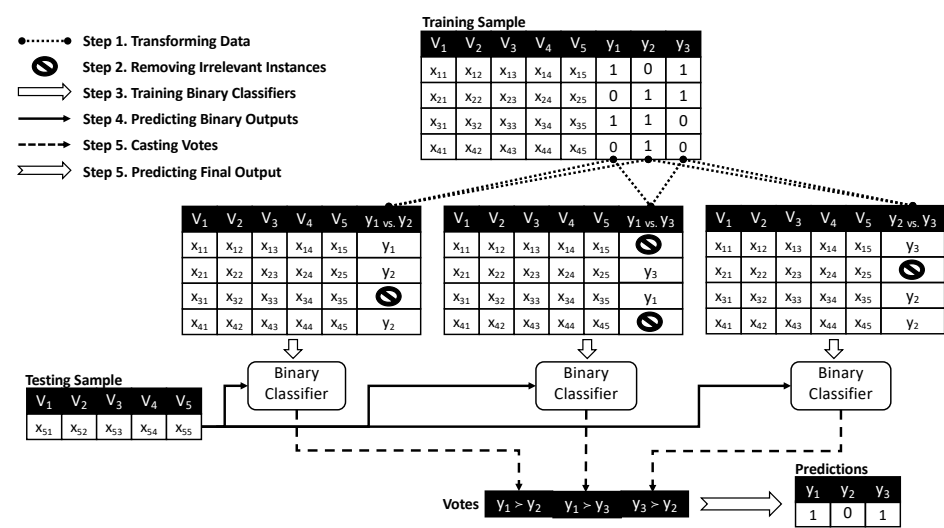 Step 1. Transforming Data
Step 2. Removing Irrelevant Instances
Step 3. Training Binary Classifiers
Step 4. Predicting Binary Outputs
Step 5. Casting Votes
Step 5. Predicting Final Output
Training Sample
V₁ V₂ V₃ V₄ V₅ y₁ y₂ y₃
x₁₁ x₁₂ x₁₃ x₁₄ x₁₅ 1 0 1
x₂₁ x₂₂ x₂₃ x₂₄ x₂₅ 0 1 1
x₃₁ x₃₂ x₃₃ x₃₄ x₃₅ 1 1 0
x₄₁ x₄₂ x₄₃ x₄₄ x₄₅ 0 1 0
V₁ V₂ V₃ V₄ V₅ y₁ vs. y₂
x₁₁ x₁₂ x₁₃ x₁₄ x₁₅ y₁
x₂₁ x₂₂ x₂₃ x₂₄ x₂₅ y₂
x₃₁ x₃₂ x₃₃ x₃₄ x₃₅
x₄₁ x₄₂ x₄₃ x₄₄ x₄₅ y₂
V₁ V₂ V₃ V₄ V₅ y₁ vs. y₃
x₁₁ x₁₂ x₁₃ x₁₄ x₁₅
x₂₁ x₂₂ x₂₃ x₂₄ x₂₅ y₃
x₃₁ x₃₂ x₃₃ x₃₄ x₃₅ y₁
x₄₁ x₄₂ x₄₃ x₄₄ x₄₅
V₁ V₂ V₃ V₄ V₅ y₂ vs. y₃
x₁₁ x₁₂ x₁₃ x₁₄ x₁₅ y₃
x₂₁ x₂₂ x₂₃ x₂₄ x₂₅
x₃₁ x₃₂ x₃₃ x₃₄ x₃₅ y₂
x₄₁ x₄₂ x₄₃ x₄₄ x₄₅ y₂
Binary
Classifier
Binary
Classifier
Binary
Classifier
Testing Sample
V₁ V₂ V₃ V₄ V₅
x₅₁ x₅₂ x₅₃ x₅₄ x₅₅
Votes y₁ ≻ y₂ y₁ ≻ y₃ y₃ ≻ y₂
Predictions
y₁ y₂ y₃
1 0 1